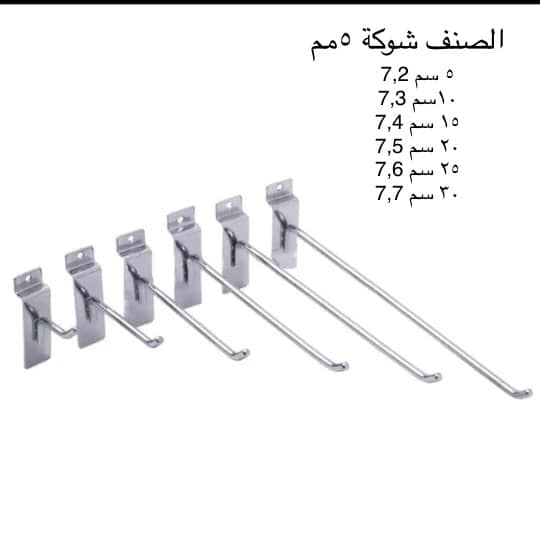 الصنف شوكة ٥مم
٥ سم 7,2
١٠سم 7,3
١٥ سم 7,4
٢٠ سم 7,5
٢٥ سم 7,6
٣٠ سم 7,7